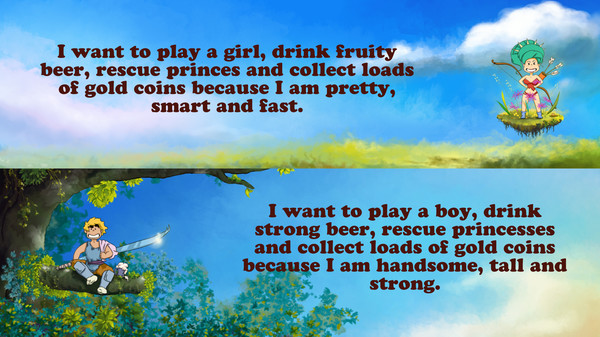 I want to play a girl, drink fruity
beer, rescue princes and collect loads
of gold coins because I am pretty,
smart and fast.
I want to play a boy, drink
strong beer, rescue princesses
and collect loads of gold coins
because I am handsome, tall and
strong.